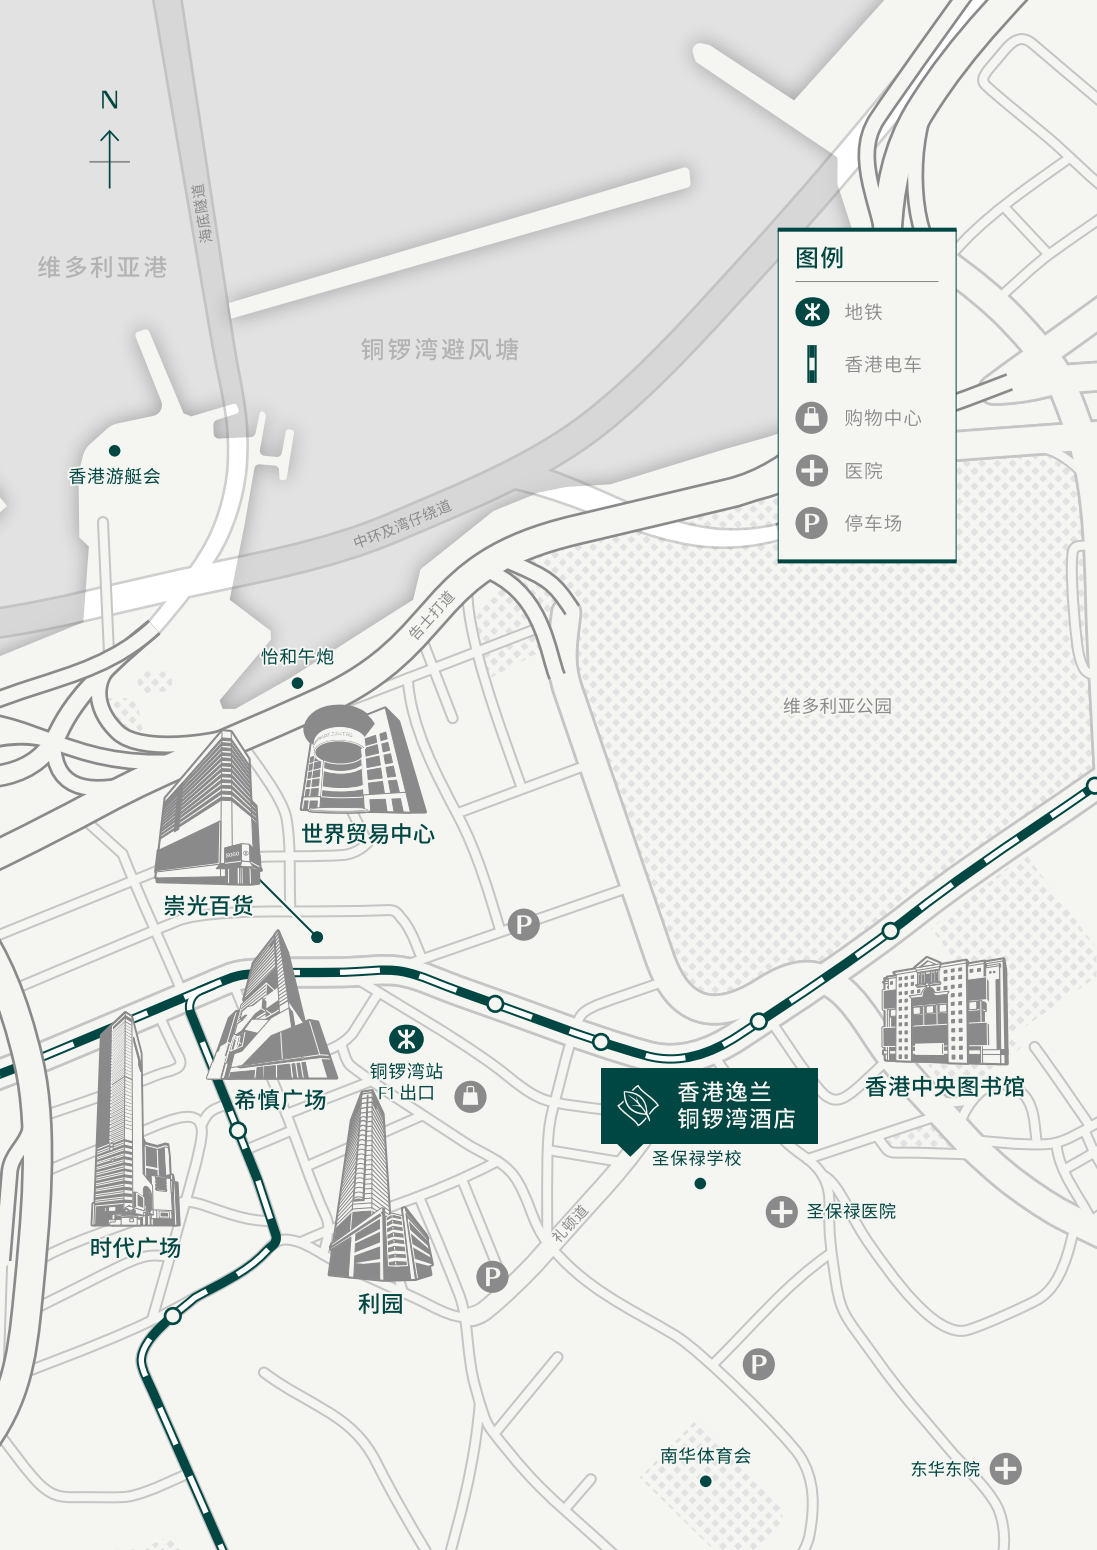 N
海底隧道
维多利亚港
图例
地铁
香港电车
购物中心
医院
停车场
铜锣湾避风塘
香港游艇会
中环及湾仔绕道
告士打道
怡和午炮
维多利亚公园
世界贸易中心
SOGO
崇光百货
P
铜锣湾站
F1 出口
希慎广场
香港逸兰
铜锣湾酒店
香港中央图书馆
圣保禄学校
圣保禄医院
礼顿道
时代广场
P
利园
P
南华体育会
东华东院